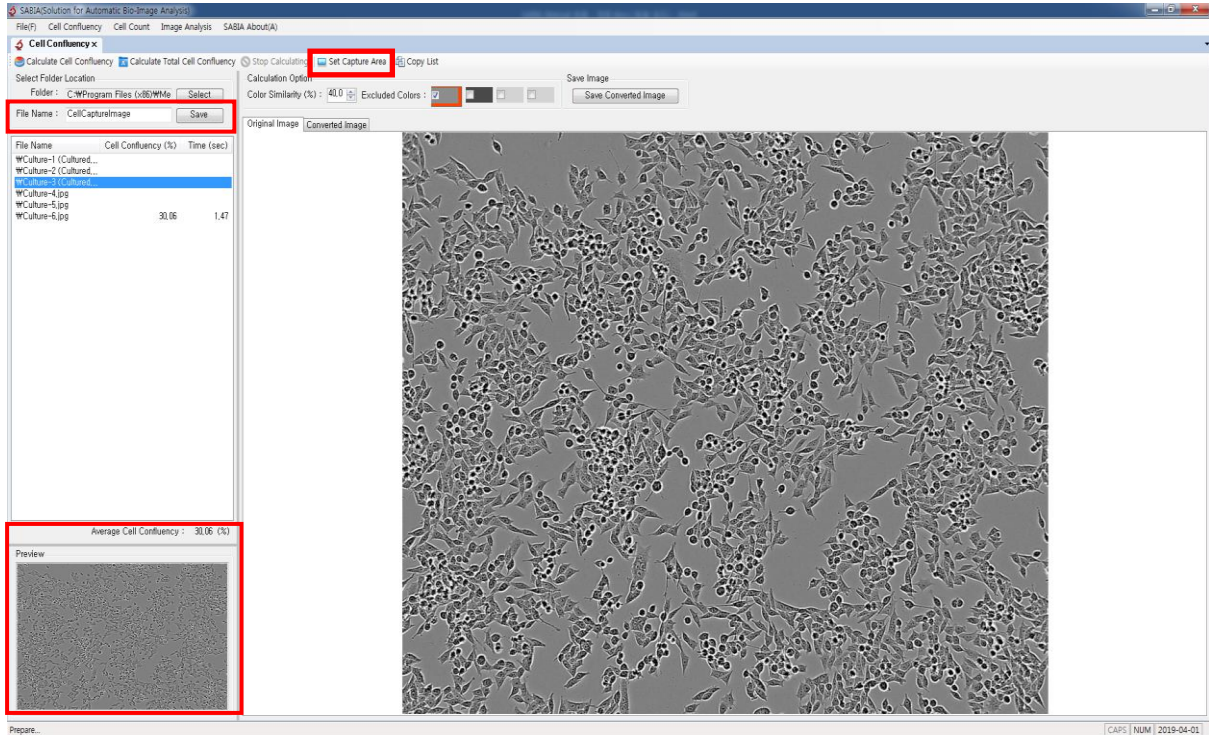 SABIA(Solution for Automatic Bio-Image Analysis)
File(F) Cell Confluency Cell Count Image Analysis SABIA About(A)
Cell Confluency x
Calculate Cell Confluency Calculate Total Cell Confluency Stop Calculating Set Capture Area Copy List
Select Folder Location
Folder : C:₩Program Files (x86)₩Me Select
File Name : CellCaptureImage Save
Calculation Option
Color Similarity (%) : 40,0 Excluded Colors :
Save Image
Save Converted Image
Original Image Converted Image
File Name Cell Confluency (%) Time (sec)
₩Culture-1 (Cultured,...
₩Culture-2 (Cultured,...
₩Culture-3 (Cultured,...
₩Culture-4,jpg
₩Culture-5,jpg
₩Culture-6,jpg 30,06 1,47
Average Cell Confluency : 30,06 (%)
Preview
Prepare...
CAPS NUM 2019-04-01